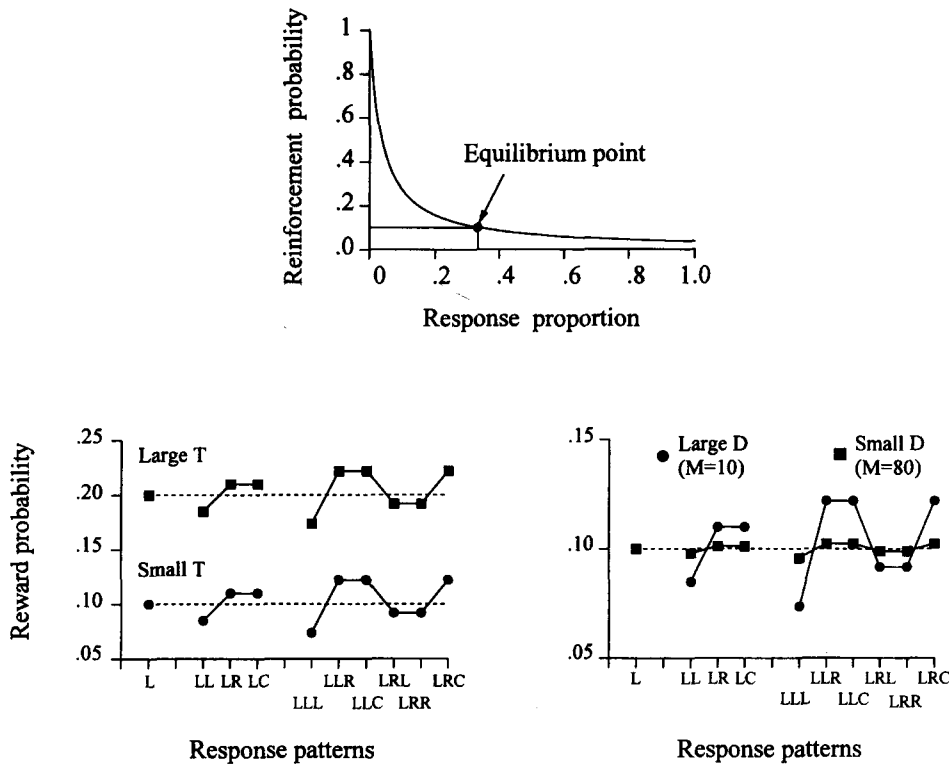 Reinforcement probability
1
.8
.6
.4
.2
.0
Equilibrium point
0 .2 .4 .6 .8 1.0
Response proportion
Reward probability
.25
.20
.15
.10
.05
Large T
Small T
L LL LR LC LLR LRL LRC
LLL LLC LRR
Response patterns
.15
.10
.05
Large D
(M=10)
Small D
(M=80)
L LL LR LC LLR LRL LRC
LLL LLC LRR
Response patterns